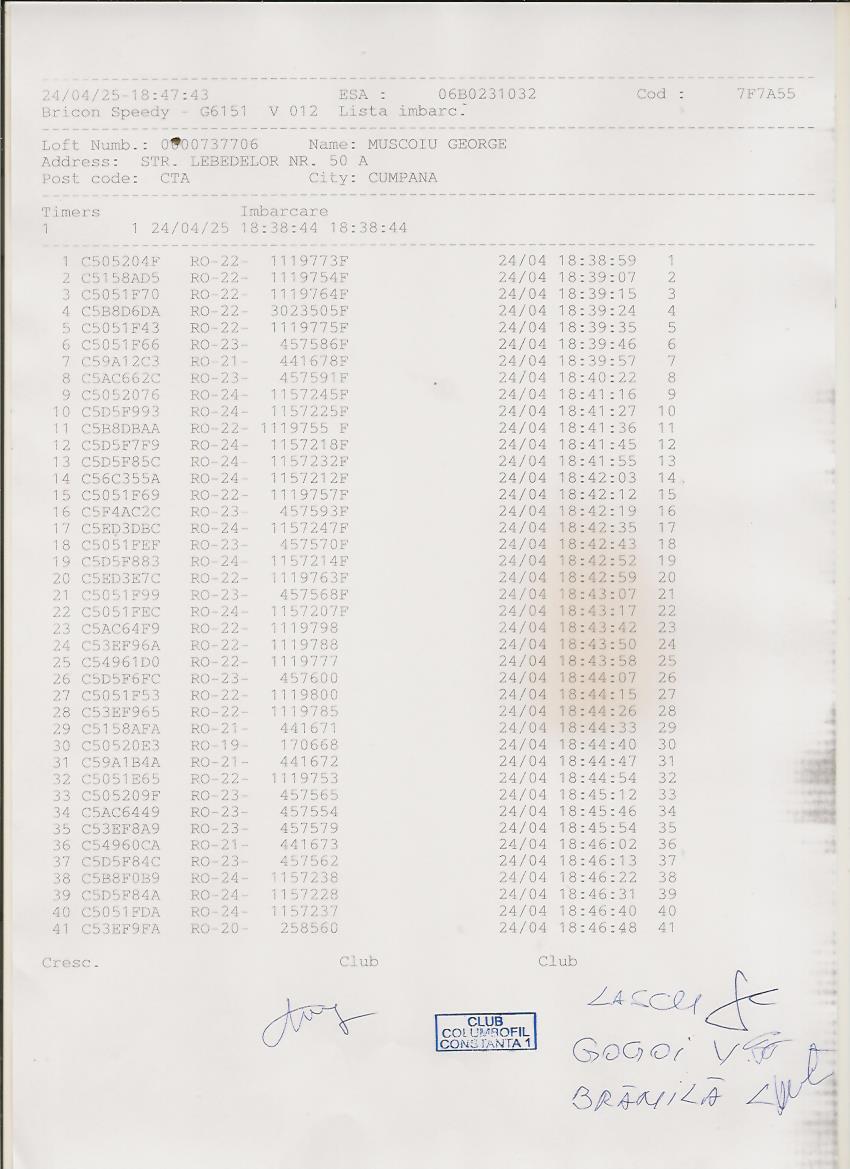 24/04/25-18:47:43 ESA : 06B0231032 Cod : 7F7A55
Bricon Speedy - G6151 V 012 Lista imbarc.
Loft Numb.: 0000737706 Name: MUSCOIU GEORGE
Address: STR. LEBEDELOR NR. 50 A
Post code: CTA City: CUMPANA
Timers Imbarcare
1 1 24/04/25 18:38:44 18:38:44
1 C505204F RO-22- 1119773F 24/04 18:38:59 1
2 C5158AD5 RO-22- 1119754F 24/04 18:39:07 2
3 C5051F70 RO-22- 1119764F 24/04 18:39:15 3
4 C5B8D6DA RO-22- 3023505F 24/04 18:39:24 4
5 C5051F43 RO-22- 1119775F 24/04 18:39:35 5
6 C5051F66 RO-23- 457586F 24/04 18:39:46 6
7 C59A12C3 RO-21- 441678F 24/04 18:39:57 7
8 C5AC662C RO-23- 457591F 24/04 18:40:22 8
9 C5052076 RO-24- 1157245F 24/04 18:41:16 9
10 C5D5F993 RO-24- 1157225F 24/04 18:41:27 10
11 C5B8DBAA RO-22- 1119755 F 24/04 18:41:36 11
12 C5D5F7F9 RO-24- 1157218F 24/04 18:41:45 12
13 C5D5F85C RO-24- 1157232F 24/04 18:41:55 13
14 C56C355A RO-24- 1157212F 24/04 18:42:03 14
15 C5051F69 RO-22- 1119757F 24/04 18:42:12 15
16 C5F4AC2C RO-23- 457593F 24/04 18:42:19 16
17 C5ED3DBC RO-24- 1157247F 24/04 18:42:35 17
18 C5051FEF RO-23- 457570F 24/04 18:42:43 18
19 C5D5F883 RO-24- 1157214F 24/04 18:42:52 19
20 C5ED3E7C RO-22- 1119763F 24/04 18:42:59 20
21 C5051F99 RO-23- 457568F 24/04 18:43:07 21
22 C5051FEC RO-24- 1157207F 24/04 18:43:17 22
23 C5AC64F9 RO-22- 1119798 24/04 18:43:42 23
24 C53EF96A RO-22- 1119788 24/04 18:43:50 24
25 C54961D0 RO-22- 1119777 24/04 18:43:58 25
26 C5D5F6FC RO-23- 457600 24/04 18:44:07 26
27 C5051F53 RO-22- 1119800 24/04 18:44:15 27
28 C53EF965 RO-22- 1119785 24/04 18:44:26 28
29 C5158AFA RO-21- 441671 24/04 18:44:33 29
30 C50520E3 RO-19- 170668 24/04 18:44:40 30
31 C59A1B4A RO-21- 441672 24/04 18:44:47 31
32 C5051E65 RO-22- 1119753 24/04 18:44:54 32
33 C505209F RO-23- 457565 24/04 18:45:12 33
34 C5AC6449 RO-23- 457554 24/04 18:45:46 34
35 C53EF8A9 RO-23- 457579 24/04 18:45:54 35
36 C54960CA RO-21- 441673 24/04 18:46:02 36
37 C5D5F84C RO-23- 457562 24/04 18:46:13 37
38 C5B8F0B9 RO-24- 1157238 24/04 18:46:22 38
39 C5D5F84A RO-24- 1157228 24/04 18:46:31 39
40 C5051FDA RO-24- 1157237 24/04 18:46:40 40
41 C53EF9FA RO-20- 258560 24/04 18:46:48 41
Cresc. Club Club
LASCU
CLUB
COLUMBOFIL
CONSTANTA 1
GOGOI V
BRĂMILĂ